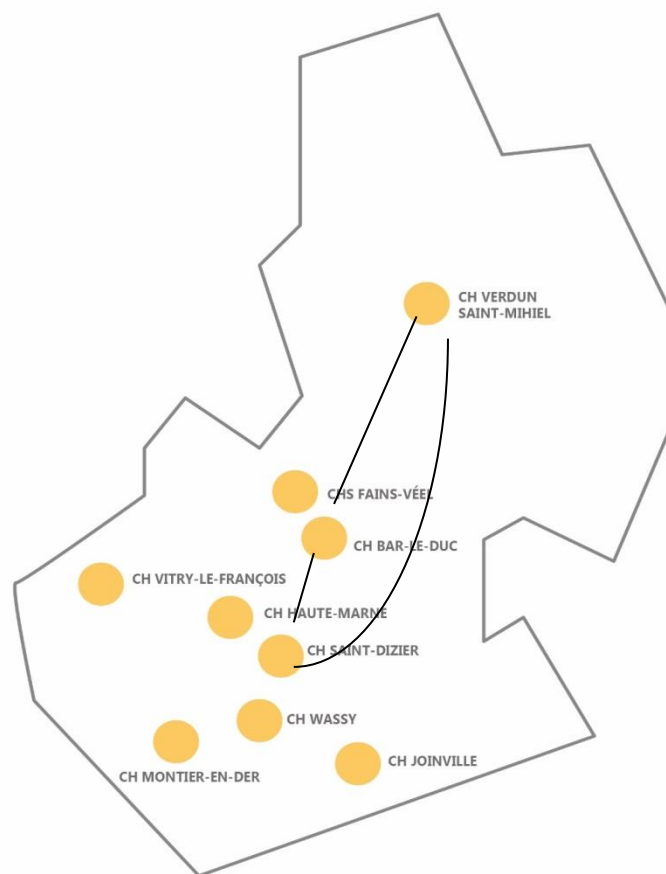 CH VERDUN
SAINT-MIHIEL
CHS FAINS-VÉEL
CH BAR-LE-DUC
CH VITRY-LE-FRANÇOIS
CH HAUTE-MARNE
CH SAINT-DIZIER
CH WASSY
CH JOINVILLE
CH MONTIER-EN-DER